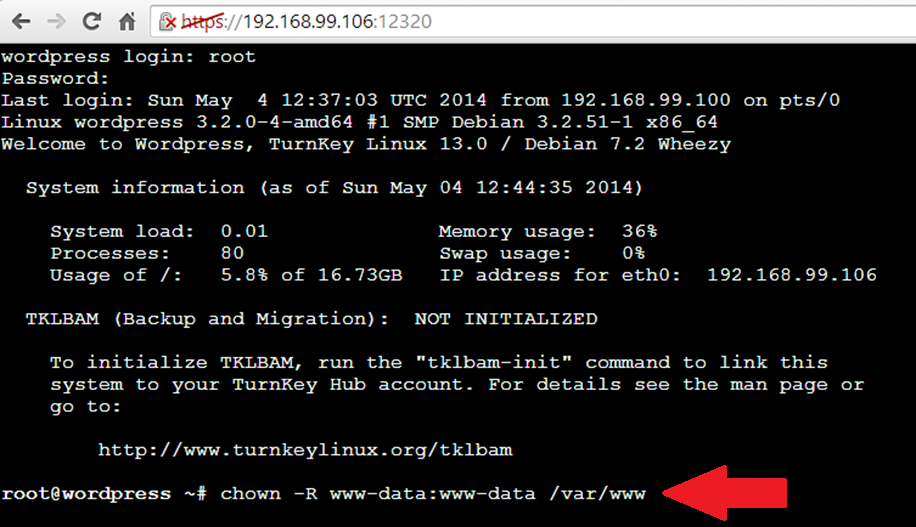 https://192.168.99.106:12320
wordpress login: root
Password:
Last login: Sun May  4 12:37:03 UTC 2014 from 192.168.99.100 on pts/0
Linux wordpress 3.2.0-4-amd64 #1 SMP Debian 3.2.51-1 x86_64
Welcome to Wordpress, TurnKey Linux 13.0 / Debian 7.2 Wheezy
System information (as of Sun May 04 12:44:35 2014)
System load:  0.01              Memory usage:  36%
Processes:    80                Swap usage:    0%
Usage of /:   5.8% of 16.73GB   IP address for eth0:  192.168.99.106
TKLBAM (Backup and Migration):  NOT INITIALIZED
To initialize TKLBAM, run the "tklbam-init" command to link this
system to your TurnKey Hub account. For details see the man page or
go to:
http://www.turnkeylinux.org/tklbam
root@wordpress ~# chown -R www-data:www-data /var/www